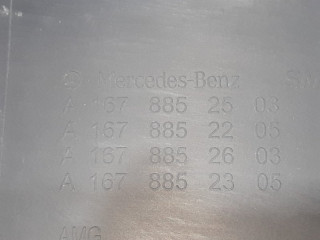 Mercedes-Benz
A 167 885 25 03
A 167 885 22 05
A 167 885 26 03
A 167 885 23 05
AMG